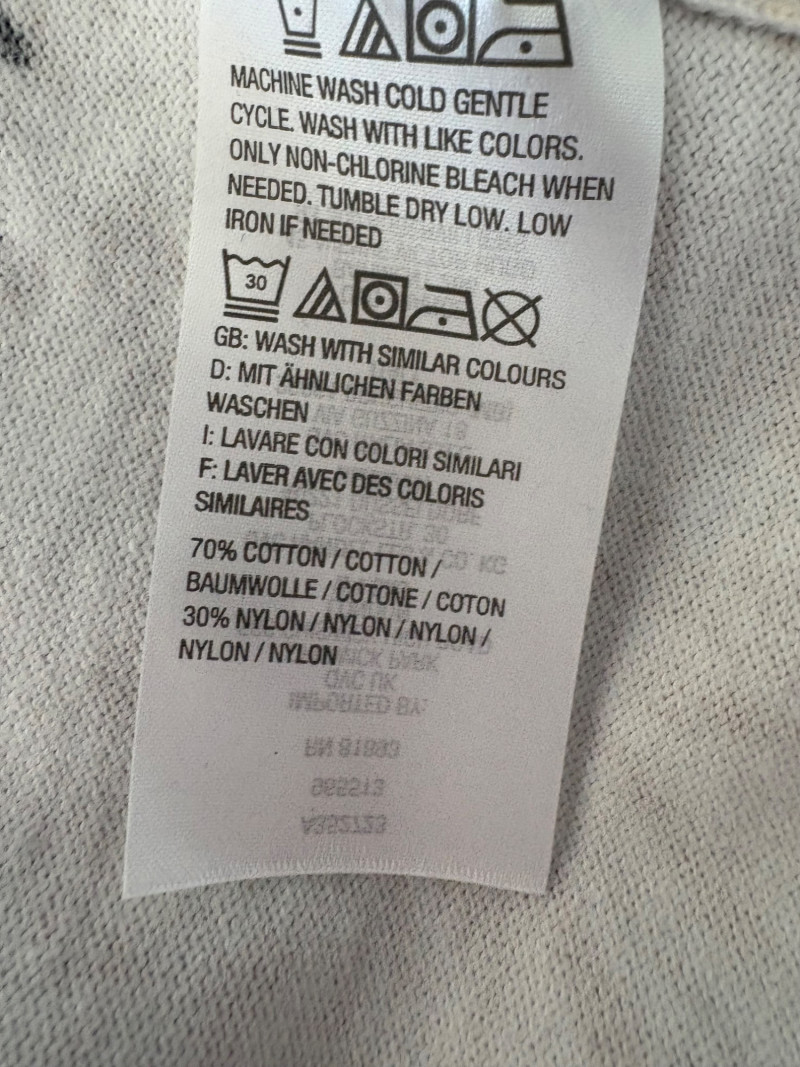 MACHINE WASH COLD GENTLE
CYCLE. WASH WITH LIKE COLORS.
ONLY NON-CHLORINE BLEACH WHEN
NEEDED. TUMBLE DRY LOW. LOW
IRON IF NEEDED
30
GB: WASH WITH SIMILAR COLOURS
D: MIT ÄHNLICHEN FARBEN
WASCHEN
I: LAVARE CON COLORI SIMILARI
F: LAVER AVEC DES COLORIS
SIMILAIRES
70% COTTON / COTTON /
BAUMWOLLE / COTONE / COTON
30% NYLON / NYLON / NYLON /
NYLON / NYLON